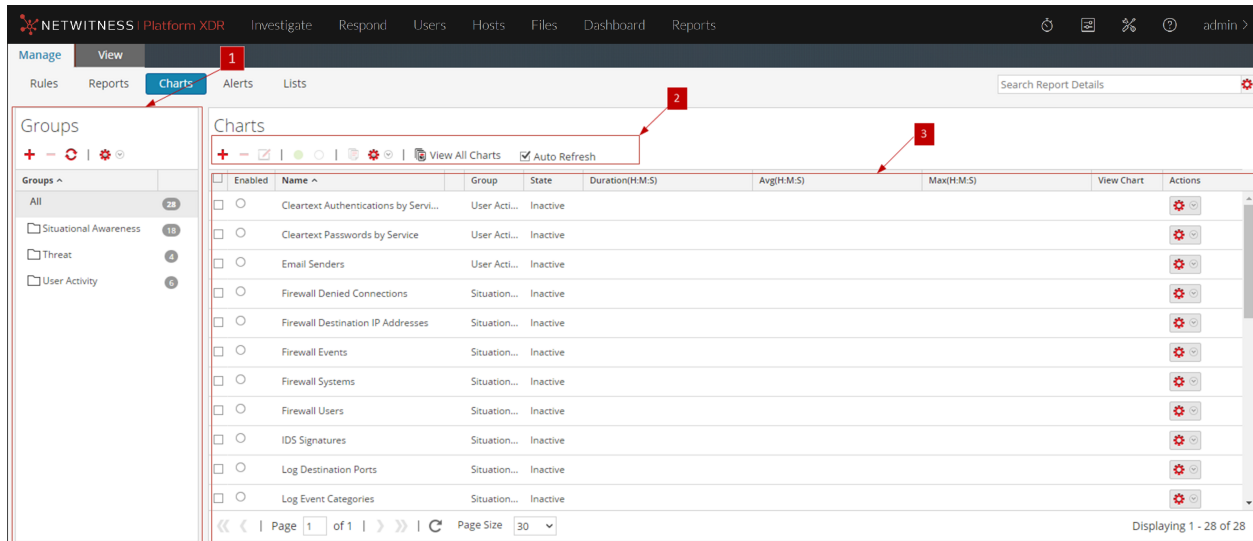 NETWITNESS | Platform XDR Investigate Respond Users Hosts Files Dashboard Reports admin >
Manage View
1
Rules Reports Charts Alerts Lists Search Report Details
2
Groups Charts
3
View All Charts Auto Refresh
Groups Enabled Name Group State Duration(H:M:S) Avg(H:M:S) Max(H:M:S) View Chart Actions
All 28 Cleartext Authentications by Servi... User Acti... Inactive
Situational Awareness 18 Cleartext Passwords by Service User Acti... Inactive
Threat 4 Email Senders User Acti... Inactive
User Activity 6 Firewall Denied Connections Situation... Inactive
Firewall Destination IP Addresses Situation... Inactive
Firewall Events Situation... Inactive
Firewall Systems Situation... Inactive
Firewall Users Situation... Inactive
IDS Signatures Situation... Inactive
Log Destination Ports Situation... Inactive
Log Event Categories Situation... Inactive
Page 1 of 1 Page Size 30 Displaying 1 - 28 of 28